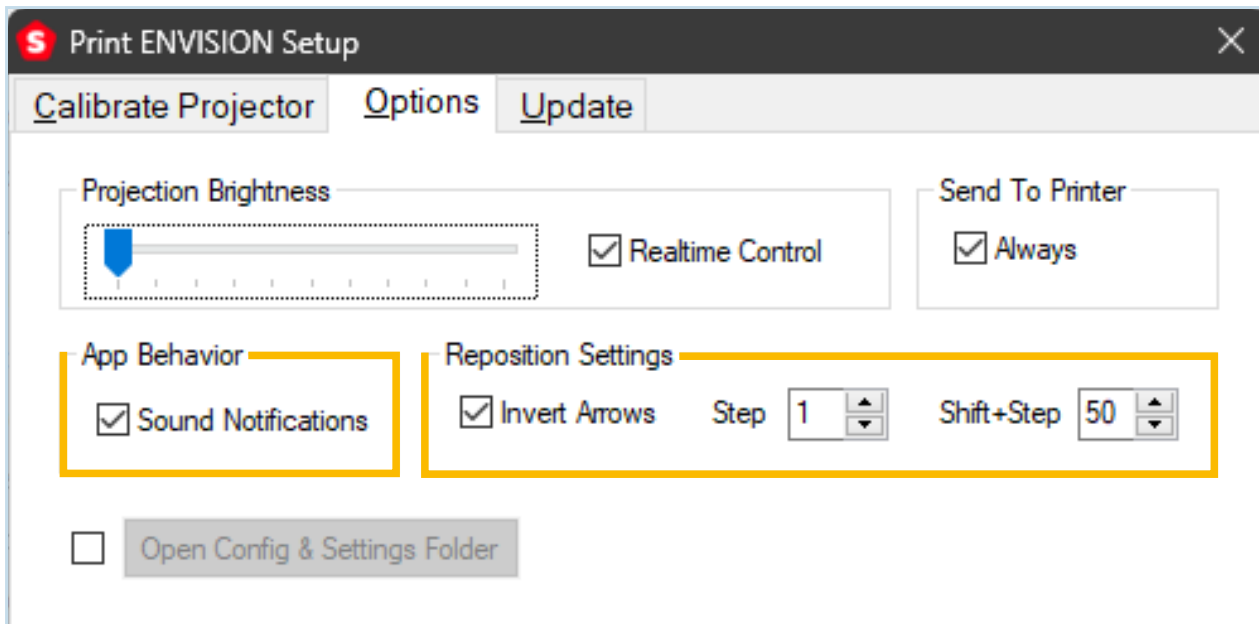 S Print ENVISION Setup
Calibrate Projector Options Update
Projection Brightness Send To Printer
Realtime Control Always
App Behavior Reposition Settings
Sound Notifications Invert Arrows Step 1 Shift+Step 50
Open Config & Settings Folder